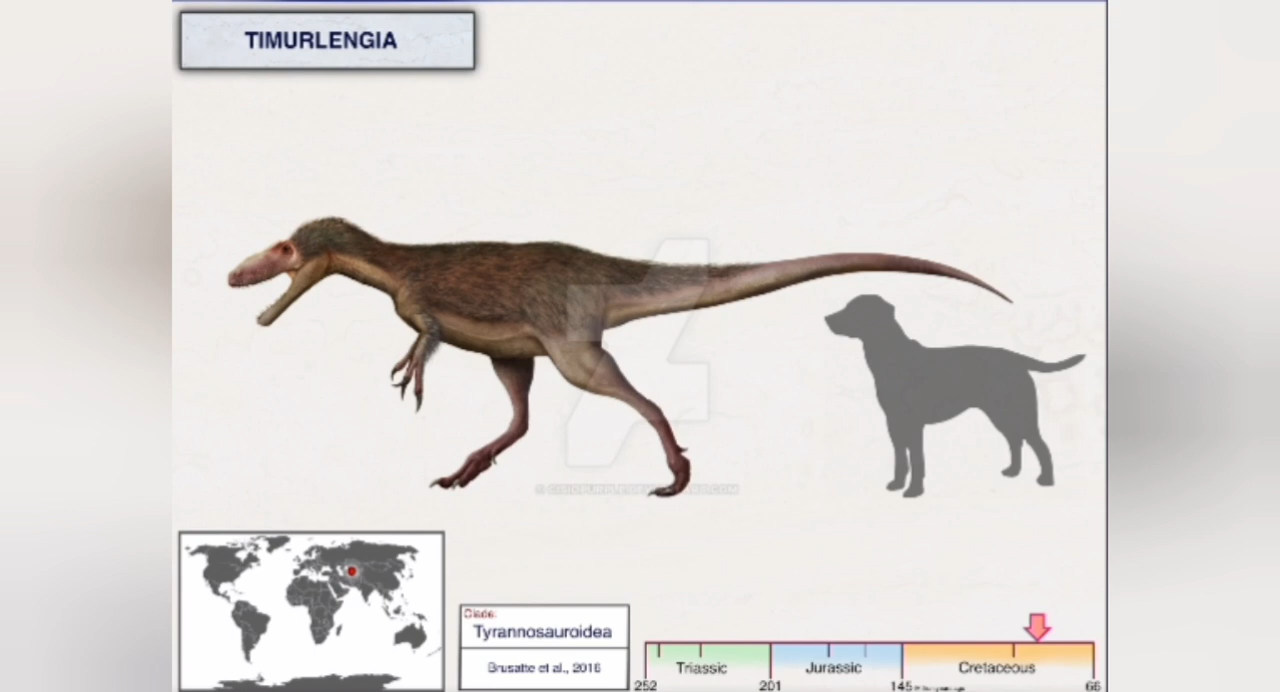 TIMURLENGIA
Clade:
Tyrannosauroidea
Brusatte et al., 2016
Triassic
Jurassic
Cretaceous
252
201
145
66